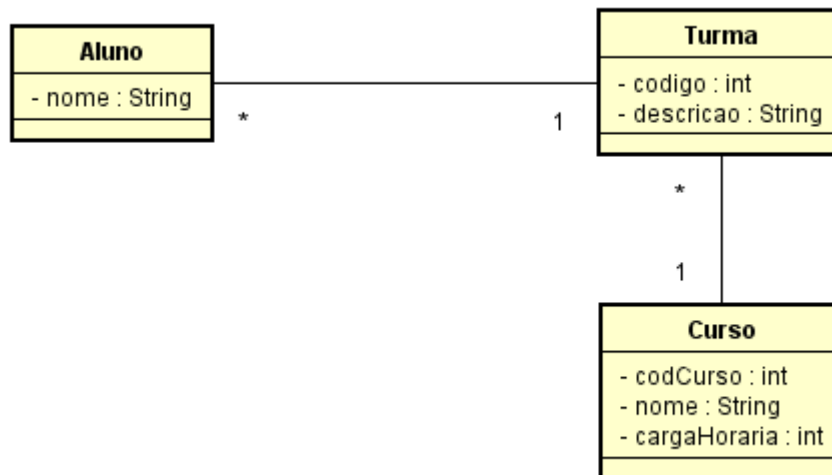 Aluno
- nome : String
*
1
Turma
- codigo : int
- descricao : String
*
1
Curso
- codCurso : int
- nome : String
- cargaHoraria : int